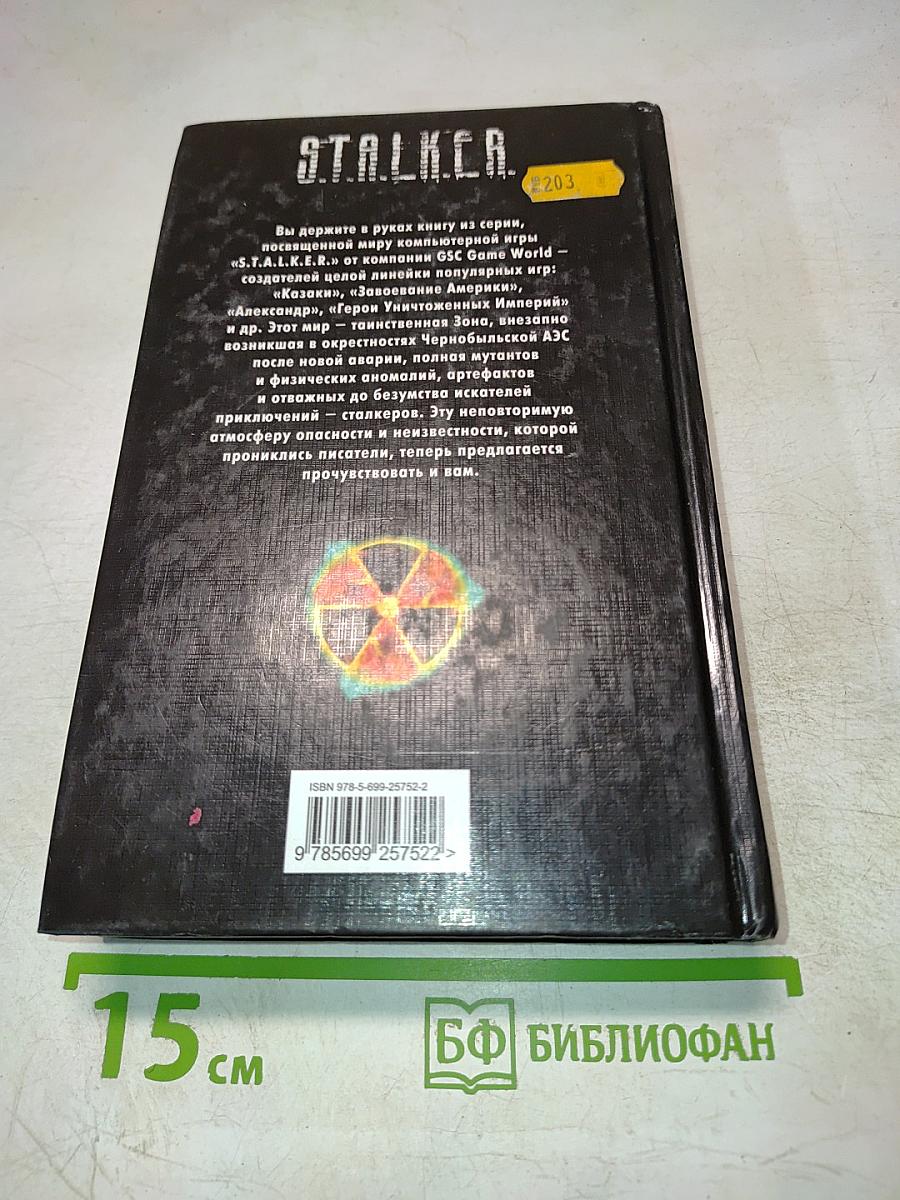 S.T.A.L.K.E.R.
203
Вы держите в руках книгу из серии,
посвященной миру компьютерной игры
«S.T.A.L.K.E.R.» от компании GSC Game World —
создателей целой линейки популярных игр:
«Казаки», «Завоевание Америки»,
«Александр», «Герои Уничтоженных Империй»
и др. Этот мир — таинственная Зона, внезапно
возникшая в окрестностях Чернобыльской АЭС
после новой аварии, полная мутантов
и физических аномалий, артефактов
и отважных до безумства искателей
приключений — сталкеров. Эту неповторимую
атмосферу опасности и неизвестности, которой
прониклись писатели, теперь предлагается
прочувствовать и вам.
ISBN 978-5-699-25752-2
9 785699 257522 >
15 см
БФ БИБЛИОФАН